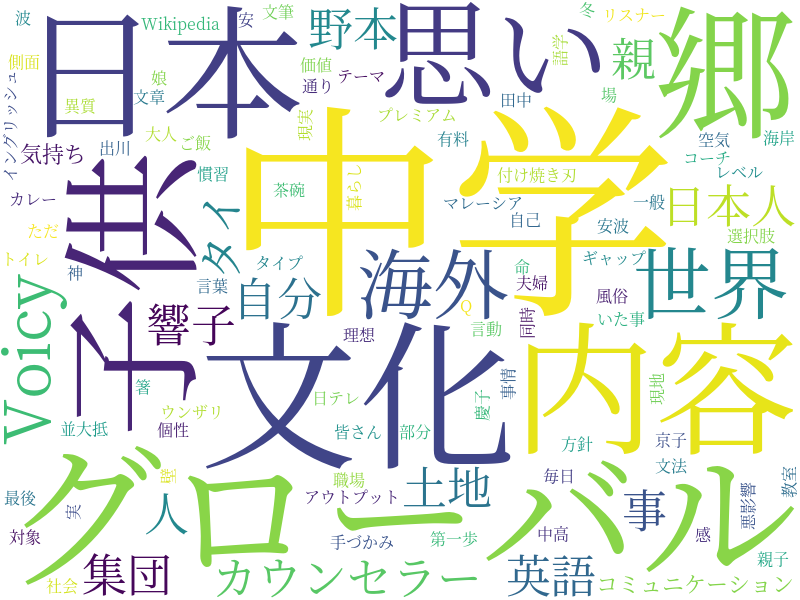 波
Wikipedia
安
文筆
野本
思い
冬
リスナー
郷
日本
側面
娘
価値
語学
親
異質
文章
通り
テーマ
場
イングリッシュ
大人
ご飯
現実
プレミアム
田中
気持ち
出川
有料
空気
海岸
中学
コーチ
子供
慣習
付け焼き刃
レベル
カレー
茶碗
暮らし
マレーシア
一般
日本人
ただ
タイ
自己
安波
選択肢
トイレ
神
タイプ
海外
命
ギャップ
世界
言葉
自分
夫婦
Voicy
響子
Q
風俗
理想
言動
同時
いた事
文化
内容
箸
日テレ
事情
現地
ウンザリ
慶子
並大抵
個性
皆さん
部分
方針
京子
グローバル
文法
壁
職場
毎日
教室
最後
人
アウトプット
土地
事
悪影響
実
対象
手づかみ
第一歩
中高
感
集団
親子
社会
カウンセラー
英語
コミュニケーション